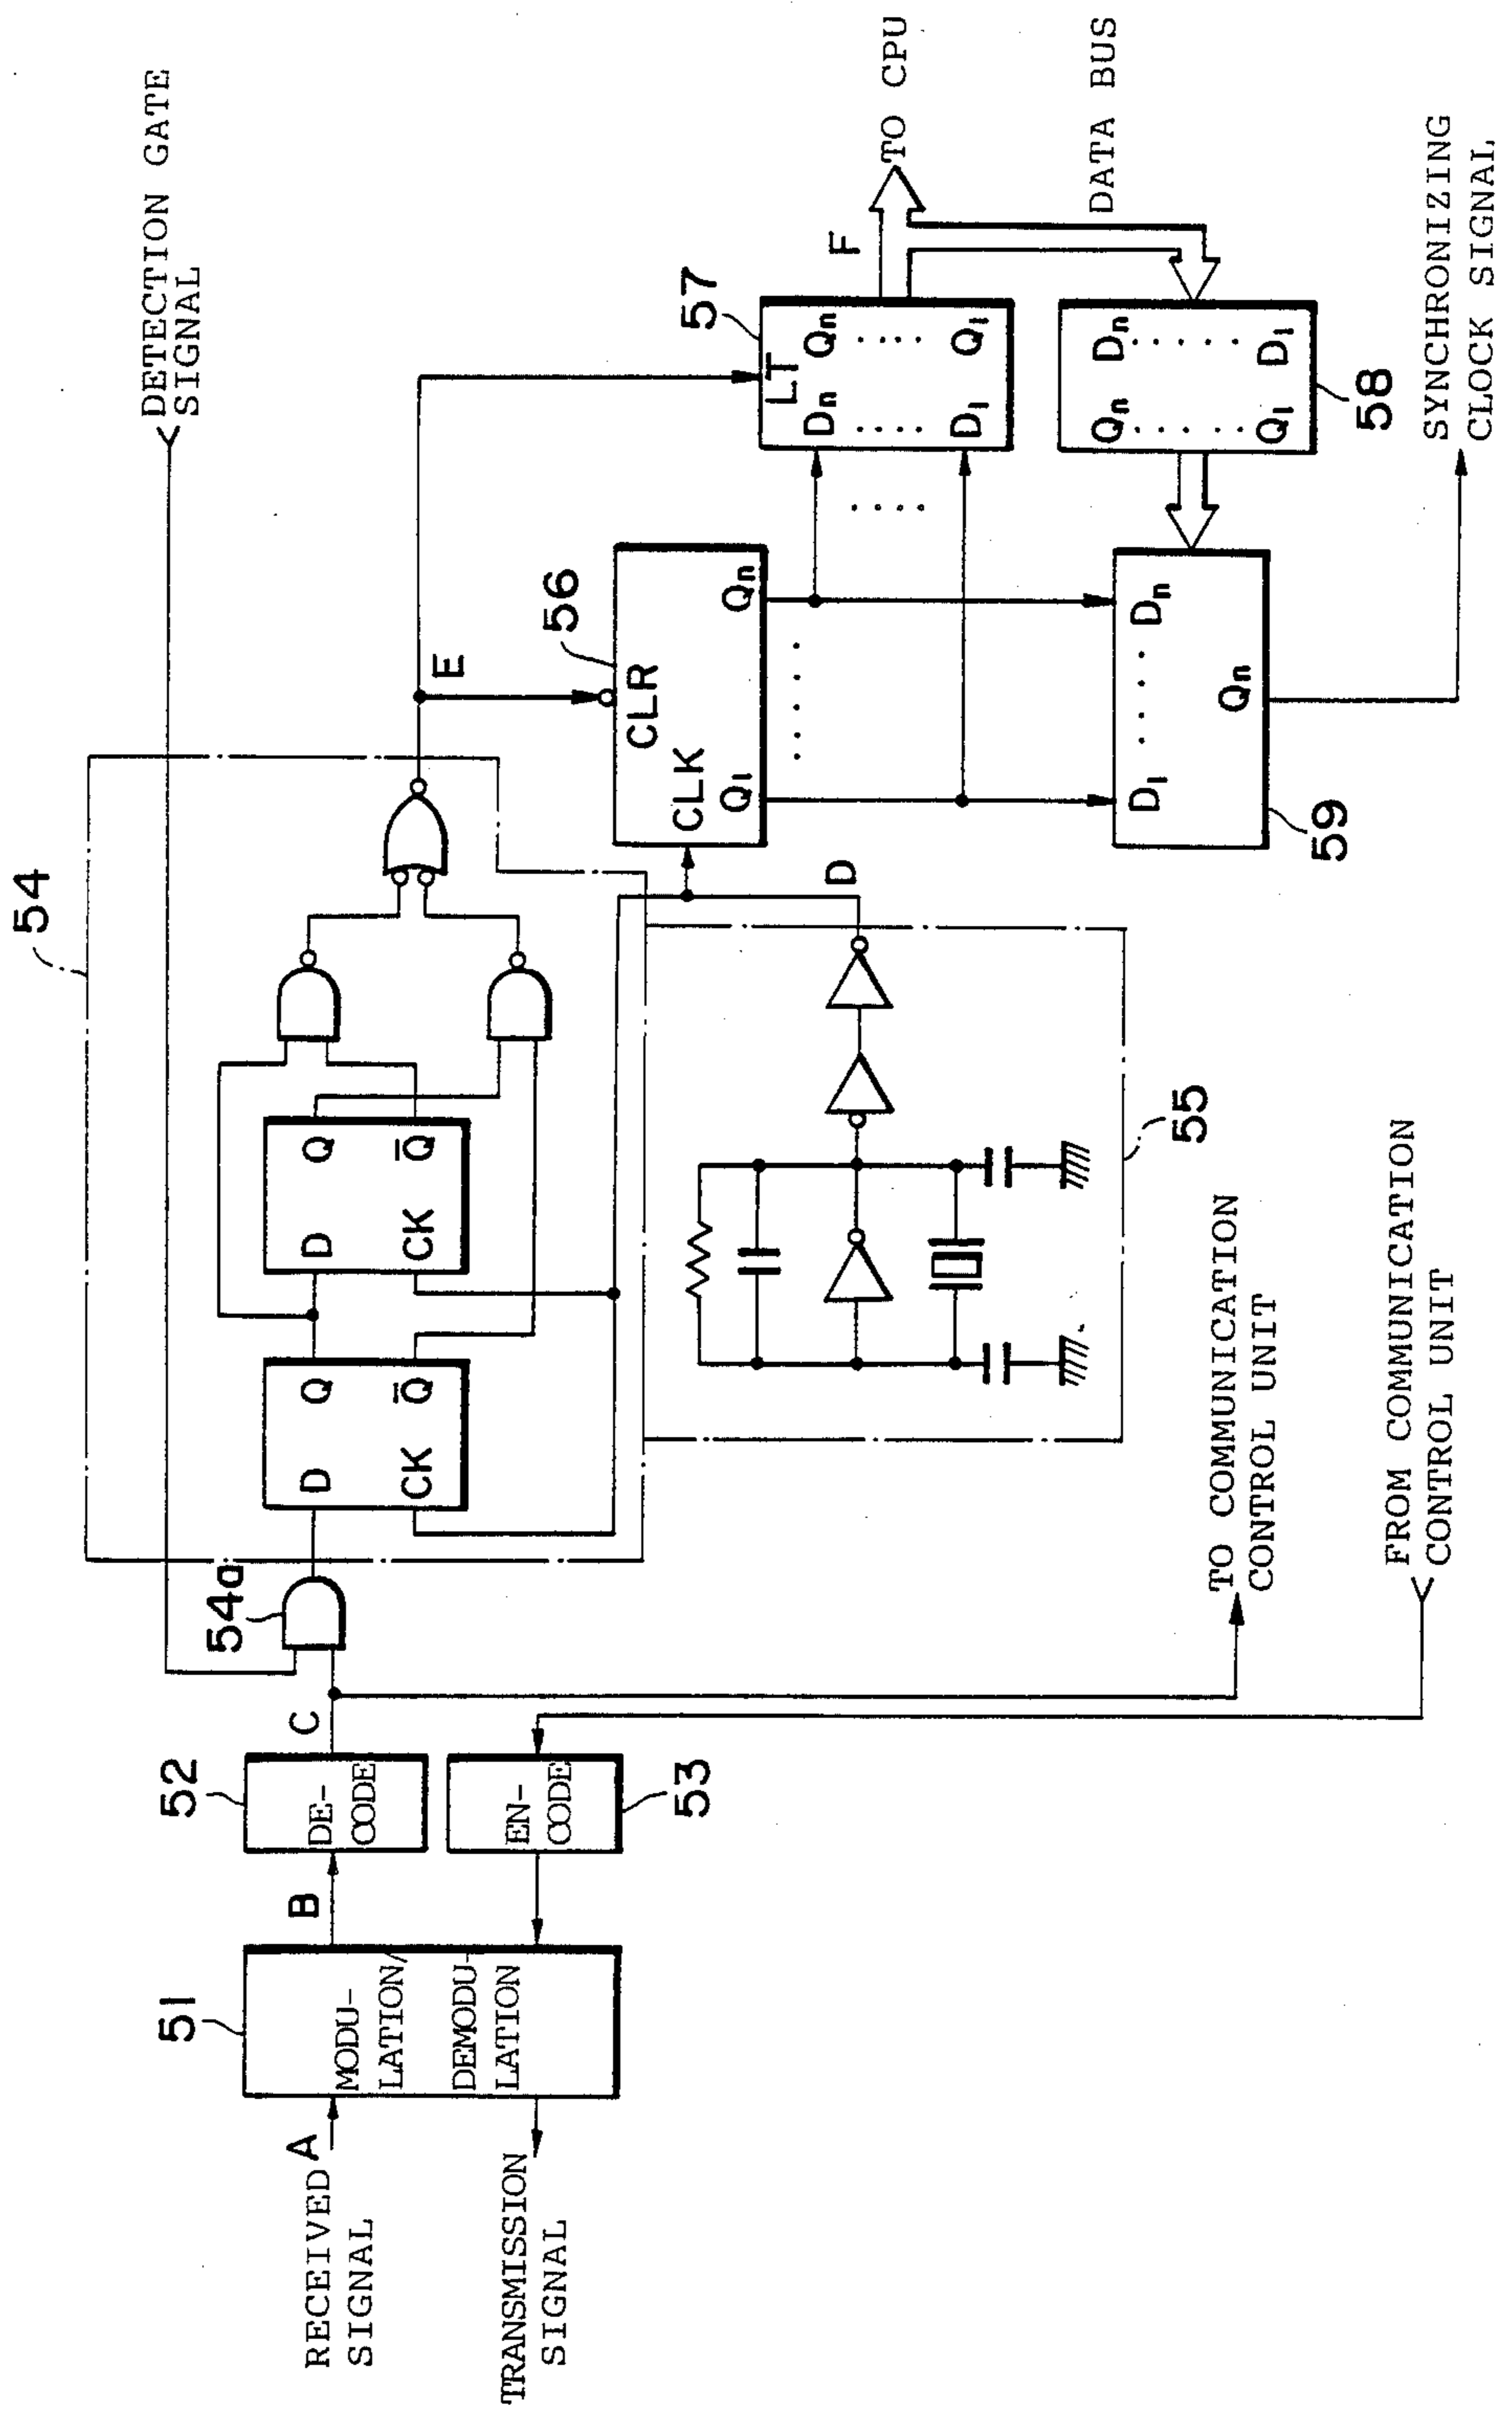 54
DETECTION GATE
SIGNAL
51
RECEIVED
SIGNAL
A
MODU-
LATION/
DEMODU-
LATION
TRANSMISSION
SIGNAL
B
52
DE-
CODE
C
EN-
CODE
53
54a
D Q
CK Q̅
D Q
CK Q̅
E
56
CLR
CLK
Q1 ..... Qn
D
55
57
LT
Dn Qn
.... ....
D1 Q1
....
F
TO CPU
DATA BUS
Qn Dn
..... .....
Q1 D1
58
D1 ..... Dn
Qn
59
SYNCHRONIZING
CLOCK SIGNAL
TO COMMUNICATION
CONTROL UNIT
FROM COMMUNICATION
CONTROL UNIT